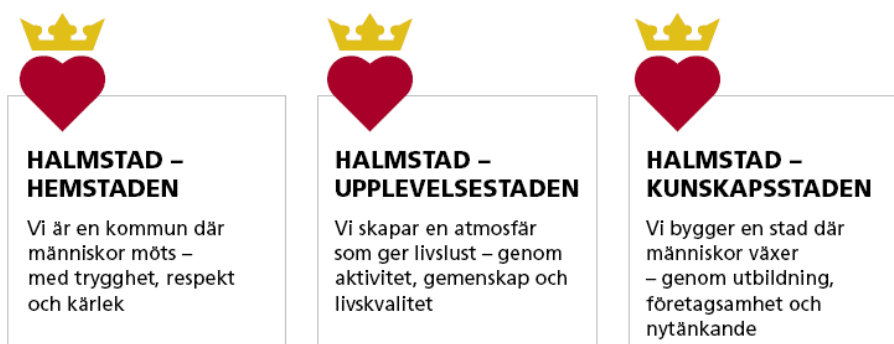 HALMSTAD –
HEMSTADEN
Vi är en kommun där
människor möts –
med trygghet, respekt
och kärlek
HALMSTAD –
UPPLEVELSESTADEN
Vi skapar en atmosfär
som ger livslust – genom
aktivitet, gemenskap och
livskvalitet
HALMSTAD –
KUNSKAPSSTADEN
Vi bygger en stad där
människor växer
– genom utbildning,
företagsamhet och
nytänkande